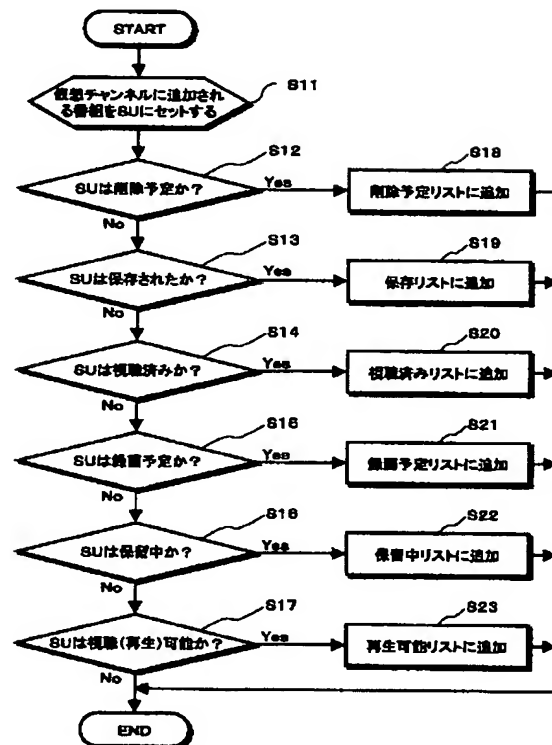 START
S11
仮想チャンネルに追加され
る番組をSUにセットする
S12
S18
SUは削除予定か？
Yes
削除予定リストに追加
No
S13
S19
SUは保存されたか？
Yes
保存リストに追加
No
S14
S20
SUは視聴済みか？
Yes
視聴済みリストに追加
No
S16
S21
SUは録画予定か？
Yes
録画予定リストに追加
No
S16
S22
SUは保留中か？
Yes
保留中リストに追加
No
S17
S23
SUは視聴(再生)可能か？
Yes
再生可能リストに追加
No
END